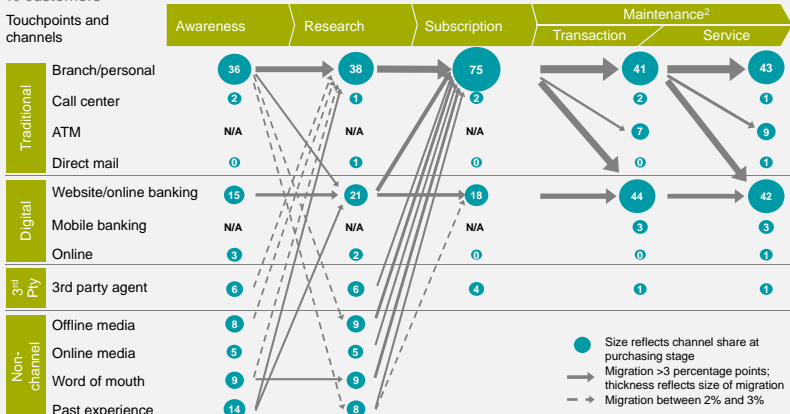 % customers
Touchpoints and
channels
Awareness
Research
Subscription
Maintenance2
Transaction
Service
Traditional
Branch/personal
36
38
75
41
43
Call center
2
1
2
2
1
ATM
N/A
N/A
N/A
7
9
Direct mail
0
1
0
0
1
Digital
Website/online banking
15
21
18
44
42
Mobile banking
N/A
N/A
N/A
3
3
Online
3
2
0
0
1
3rd
Pty
3rd party agent
6
6
4
1
1
Non-
channel
Offline media
8
9
Online media
5
5
Word of mouth
9
9
Past experience
14
8
Size reflects channel share at
purchasing stage
Migration >3 percentage points;
thickness reflects size of migration
Migration between 2% and 3%